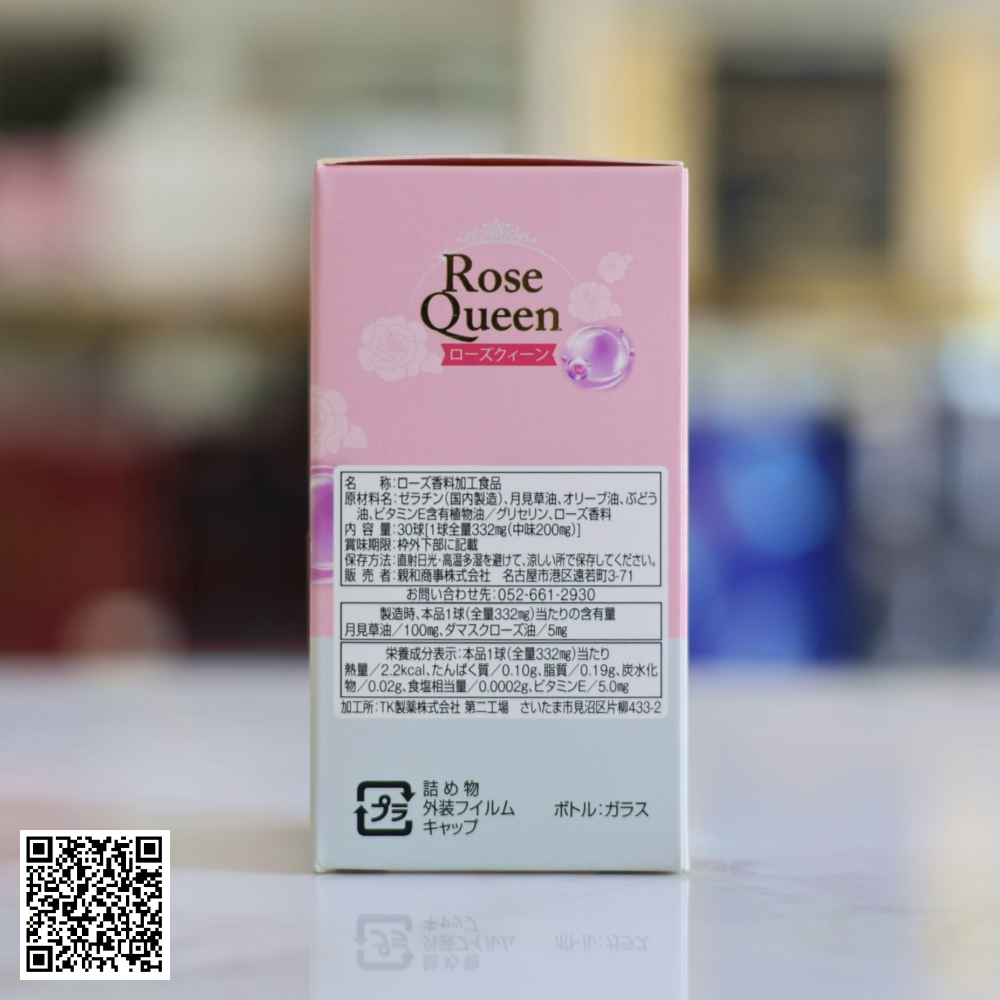 Rose
Queen
ローズクィーン
名 称:ローズ香料加工食品
原材料名:ゼラチン(国内製造)、月見草油、オリーブ油、ぶどう
油、ビタミンE含有植物油/グリセリン、ローズ香料
内 容 量:30球[1球全量332mg(中味200mg)]
賞味期限:枠外下部に記載
保存方法:直射日光・高温多湿を避けて、涼しい所で保存してください。
販 売 者:親和商事株式会社 名古屋市港区遠若町3-71
お問い合わせ先:052-661-2930
製造時、本品1球(全量332mg)当たりの含有量
月見草油/100mg、ダマスクローズ油/5mg
栄養成分表示:本品1球(全量332mg)当たり
熱量/2.2kcal、たんぱく質/0.10g、脂質/0.19g、炭水化
物/0.02g、食塩相当量/0.0002g、ビタミンE/5.0mg
加工所:TK製薬株式会社 第二工場 さいたま市見沼区片柳433-2
プラ
詰め物
外装フイルム
キャップ
ボトル:ガラス